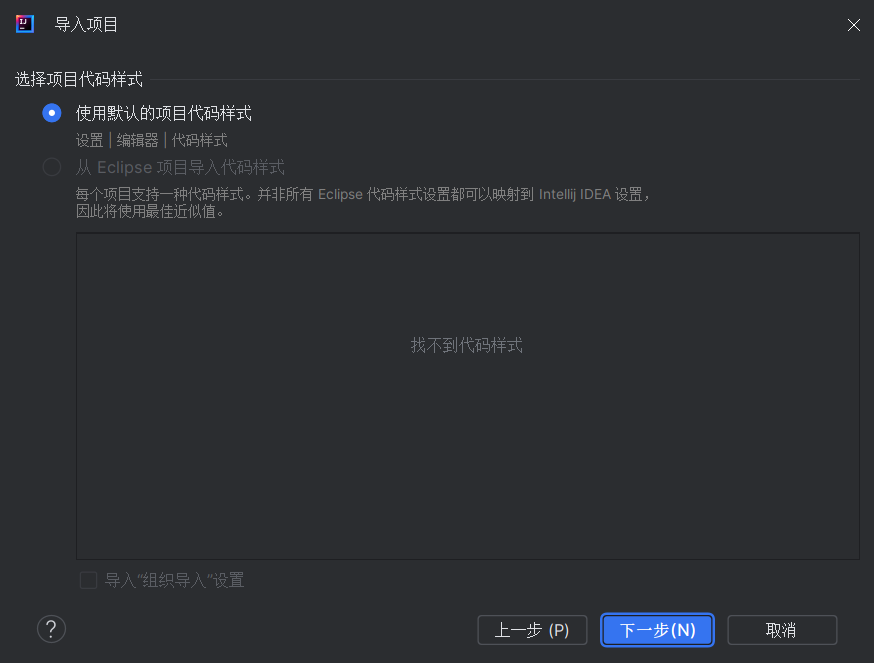 导入项目
选择项目代码样式
使用默认的项目代码样式
设置 | 编辑器 | 代码样式
从 Eclipse 项目导入代码样式
每个项目支持一种代码样式。并非所有 Eclipse 代码样式设置都可以映射到 Intellij IDEA 设置，
因此将使用最佳近似值。
找不到代码样式
导入“组织导入”设置
?
上一步 (P)
下一步(N)
取消